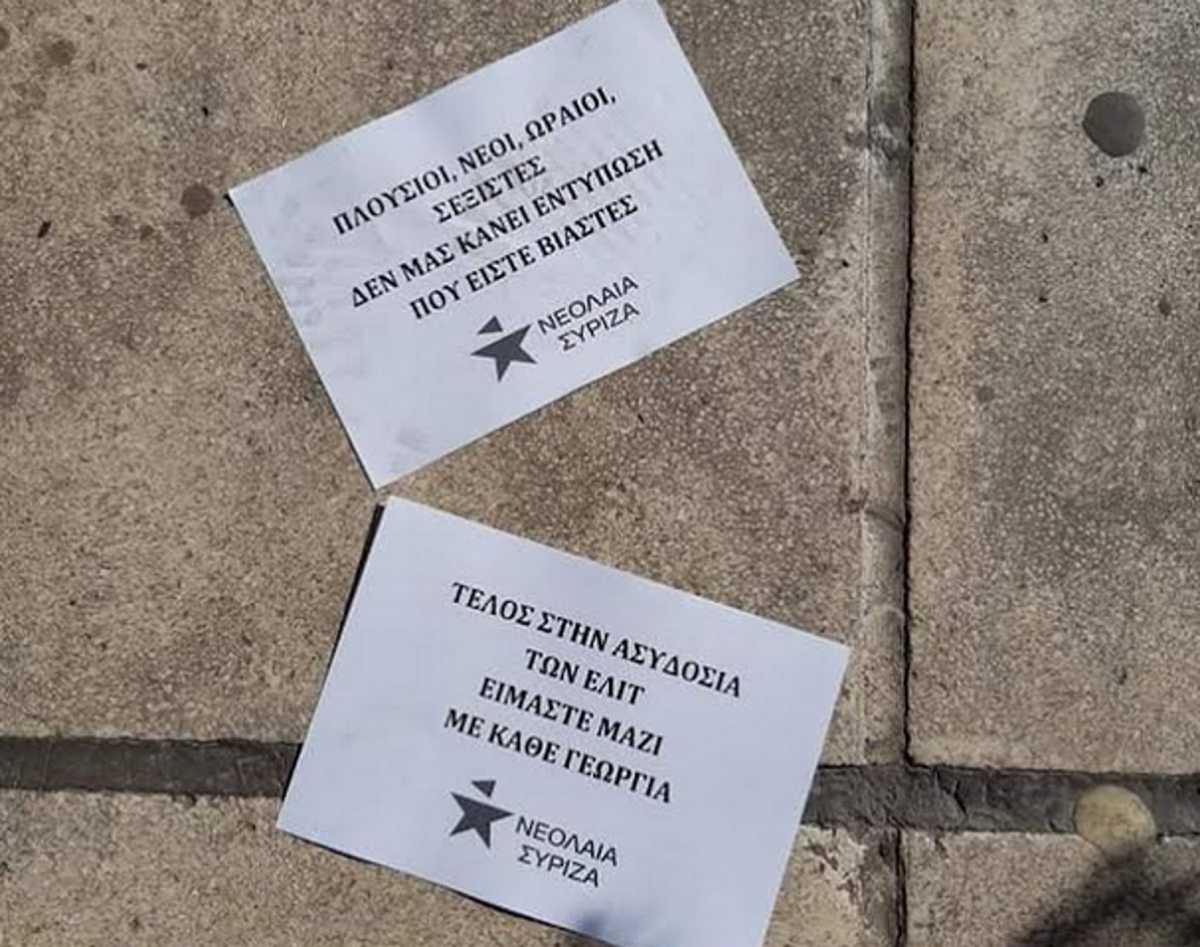 ΠΛΟΥΣΙΟΙ, ΝΕΟΙ, ΩΡΑΙΟΙ,
ΣΕΞΙΣΤΕΣ
ΔΕΝ ΜΑΣ ΚΑΝΕΙ ΕΝΤΥΠΩΣΗ
ΠΟΥ ΕΙΣΤΕ ΒΙΑΣΤΕΣ
ΝΕΟΛΑΙΑ
ΣΥΡΙΖΑ
ΤΕΛΟΣ ΣΤΗΝ ΑΣΥΔΟΣΙΑ
ΤΩΝ ΕΛΙΤ
ΕΙΜΑΣΤΕ ΜΑΖΙ
ΜΕ ΚΑΘΕ ΓΕΩΡΓΙΑ
ΝΕΟΛΑΙΑ
ΣΥΡΙΖΑ